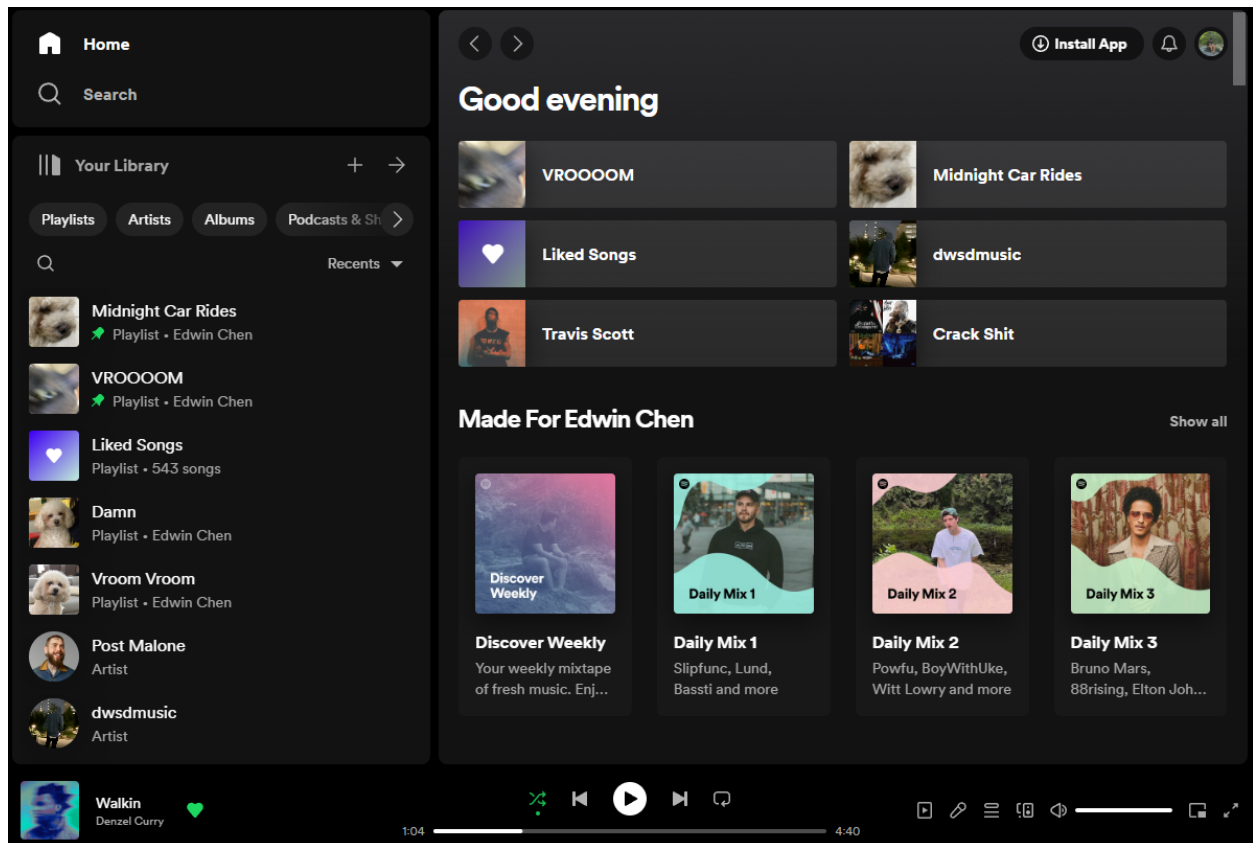 Home
Search
Your Library
Playlists
Artists
Albums
Podcasts & Sh
Recents
Midnight Car Rides
Playlist • Edwin Chen
VROOOOM
Playlist • Edwin Chen
Liked Songs
Playlist • 543 songs
Damn
Playlist • Edwin Chen
Vroom Vroom
Playlist • Edwin Chen
Post Malone
Artist
dwsdmusic
Artist
Install App
Good evening
VROOOOM
Midnight Car Rides
Liked Songs
dwsdmusic
Travis Scott
Crack Shit
Made For Edwin Chen
Show all
Discover
Weekly
Discover Weekly
Your weekly mixtape
of fresh music. Enj...
Daily Mix 1
Daily Mix 1
Slipfunc, Lund,
Bassti and more
Daily Mix 2
Daily Mix 2
Powfu, BoyWithUke,
Witt Lowry and more
Daily Mix 3
Daily Mix 3
Bruno Mars,
88rising, Elton Joh...
Walkin
Denzel Curry
1:04
4:40